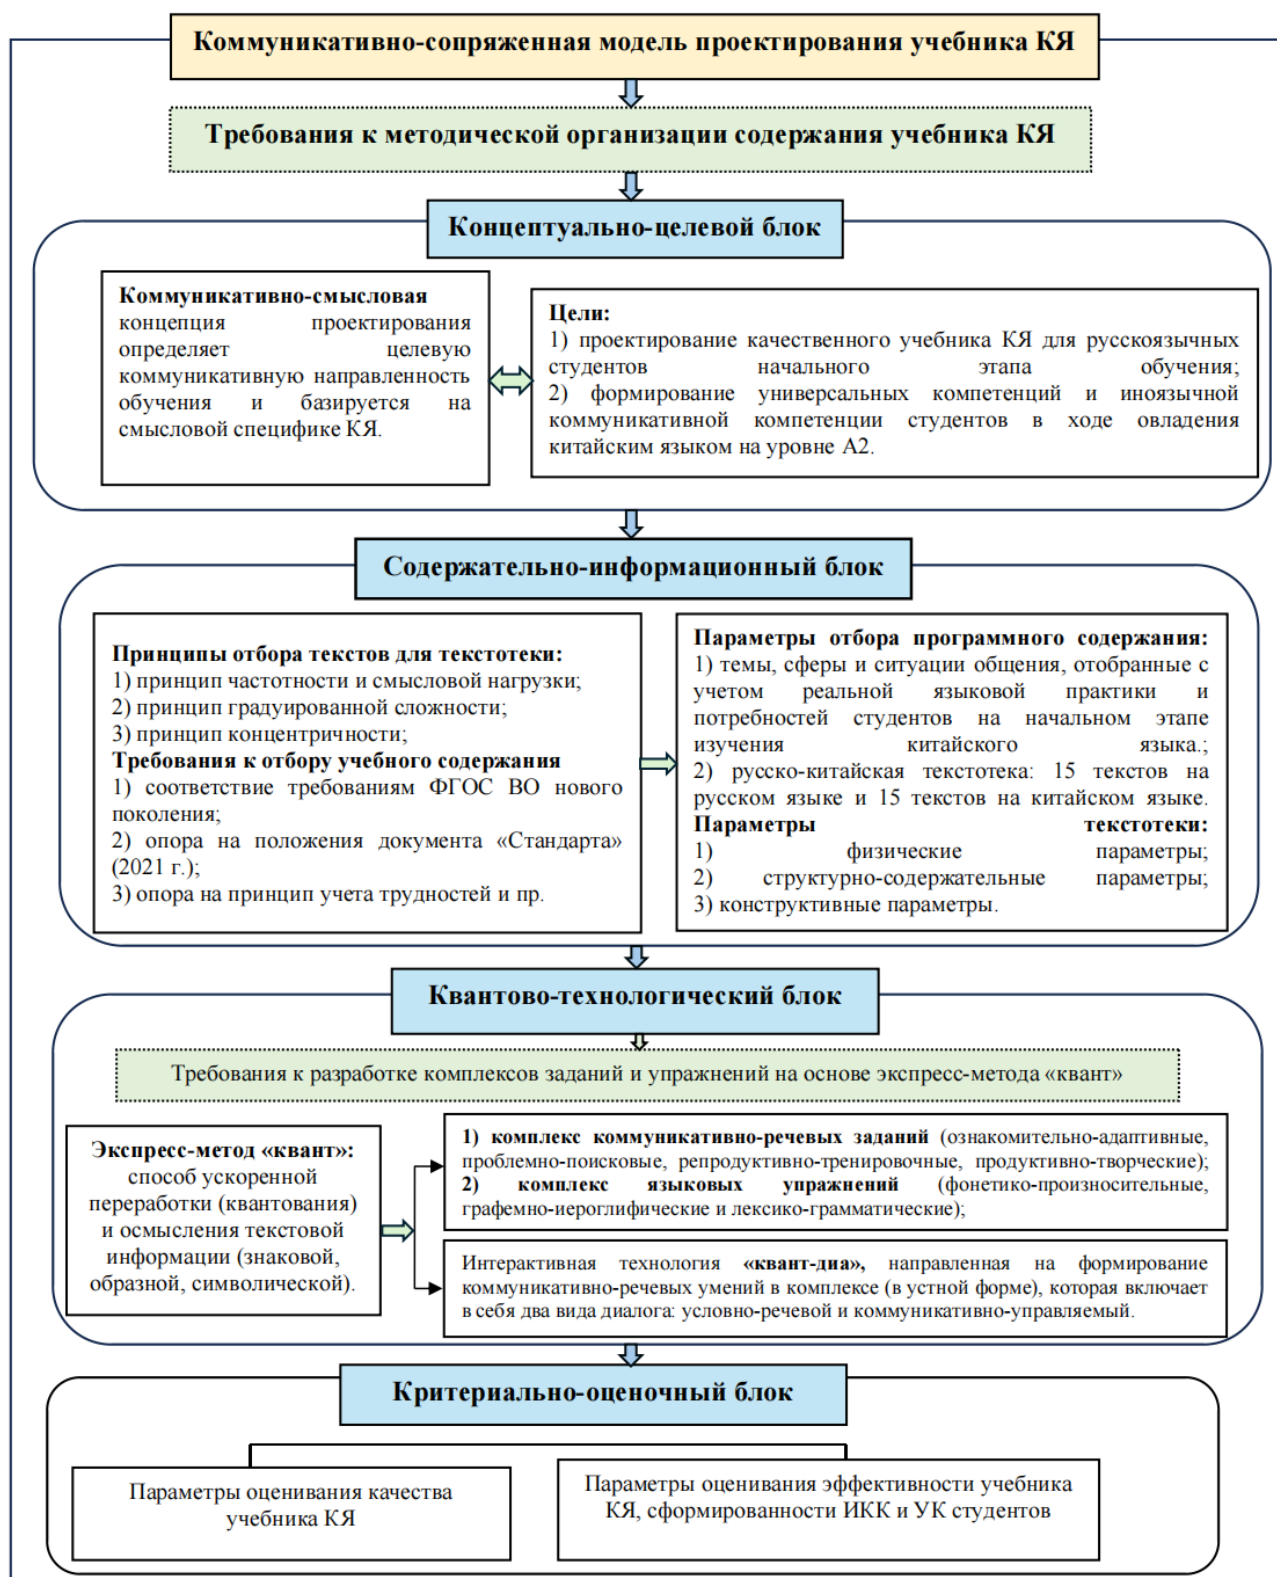 Коммуникативно-сопряженная модель проектирования учебника КЯ
Требования к методической организации содержания учебника КЯ
Концептуально-целевой блок
Коммуникативно-смысловая
концепция проектирования
определяет целевую
коммуникативную направленность
обучения и базируется на
смысловой специфике КЯ.
Цели:
1) проектирование качественного учебника КЯ для русскоязычных
студентов начального этапа обучения;
2) формирование универсальных компетенций и иноязычной
коммуникативной компетенции студентов в ходе овладения
китайским языком на уровне А2.
Содержательно-информационный блок
Принципы отбора текстов для текстотеки:
1) принцип частотности и смысловой нагрузки;
2) принцип градуированной сложности;
3) принцип концентричности;
Требования к отбору учебного содержания
1) соответствие требованиям ФГОС ВО нового
поколения;
2) опора на положения документа «Стандарта»
(2021 г.);
3) опора на принцип учета трудностей и пр.
Параметры отбора программного содержания:
1) темы, сферы и ситуации общения, отобранные с
учетом реальной языковой практики и
потребностей студентов на начальном этапе
изучения китайского языка.;
2) русско-китайская текстотека: 15 текстов на
русском языке и 15 текстов на китайском языке.
Параметры текстотеки:
1) физические параметры;
2) структурно-содержательные параметры;
3) конструктивные параметры.
Квантово-технологический блок
Требования к разработке комплексов заданий и упражнений на основе экспресс-метода «квант»
Экспресс-метод «квант»:
способ ускоренной
переработки (квантования)
и осмысления текстовой
информации (знаковой,
образной, символической).
1) комплекс коммуникативно-речевых заданий (ознакомительно-адаптивные,
проблемно-поисковые, репродуктивно-тренировочные, продуктивно-творческие);
2) комплекс языковых упражнений (фонетико-произносительные,
графемно-иероглифические и лексико-грамматические);
Интерактивная технология «квант-диа», направленная на формирование
коммуникативно-речевых умений в комплексе (в устной форме), которая включает
в себя два вида диалога: условно-речевой и коммуникативно-управляемый.
Критериально-оценочный блок
Параметры оценивания качества
учебника КЯ
Параметры оценивания эффективности учебника
КЯ, сформированности ИКК и УК студентов